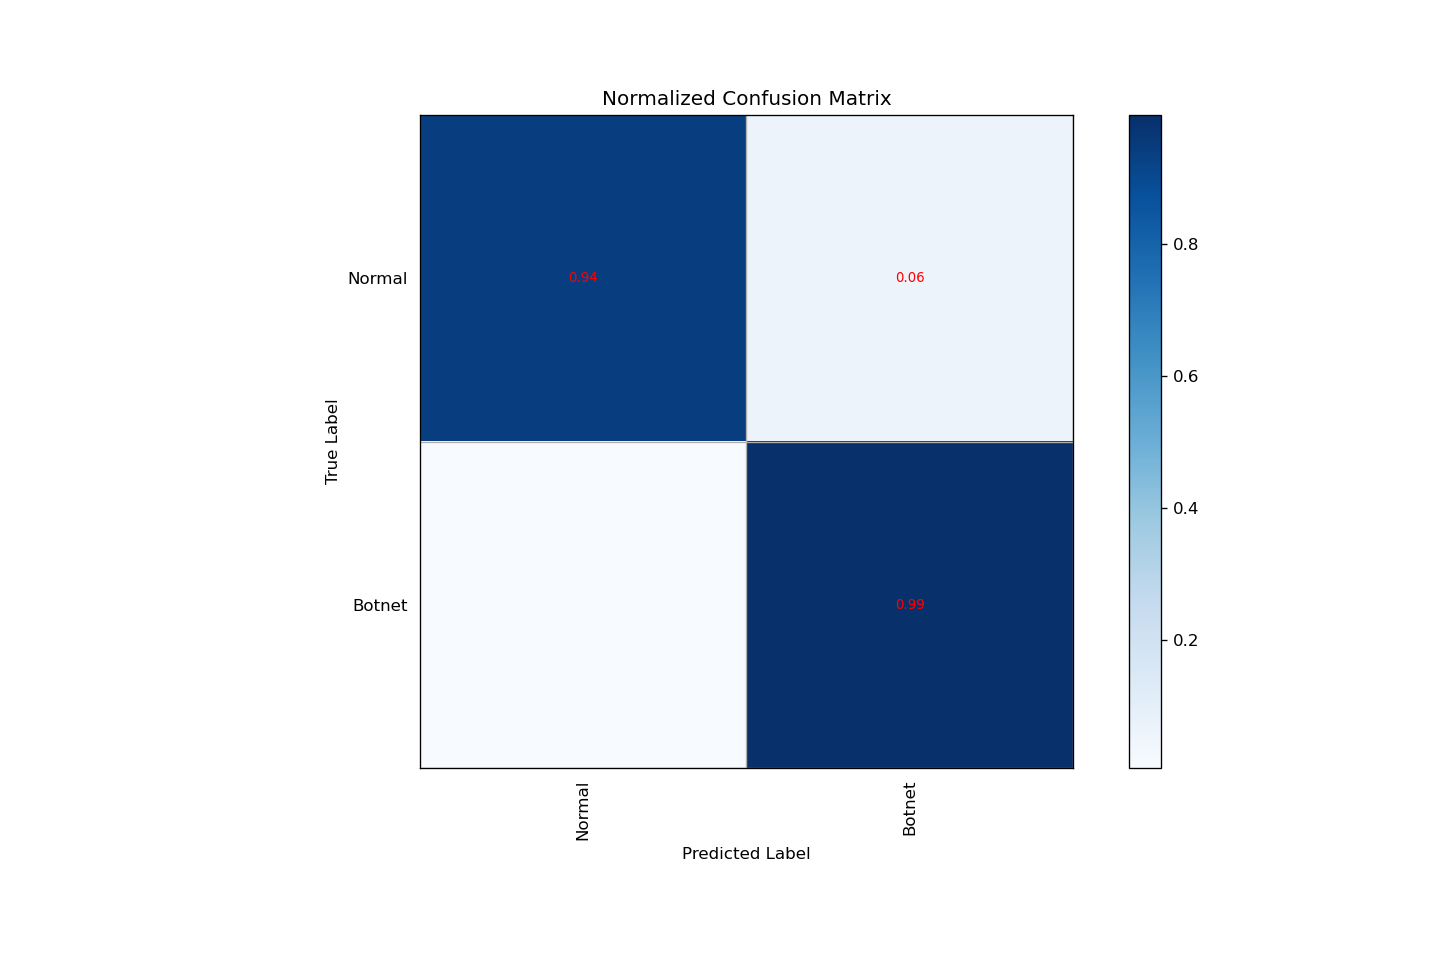 Normalized Confusion Matrix
Normal
0.94
0.06
True Label
Botnet
0.99
Normal
Botnet
Predicted Label
0.8
0.6
0.4
0.2